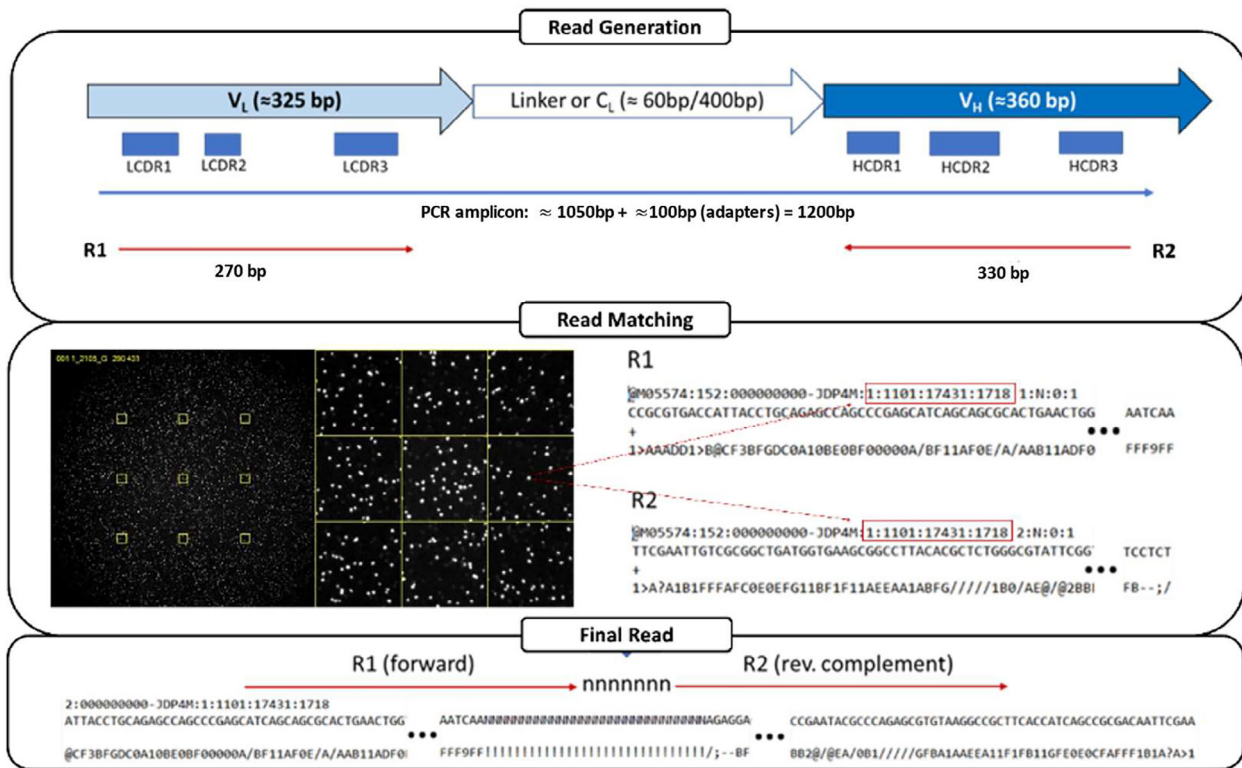 Read Generation
V_L (≈325 bp)
Linker or C_L (≈ 60bp/400bp)
V_H (≈360 bp)
LCDR1
LCDR2
LCDR3
HCDR1
HCDR2
HCDR3
PCR amplicon: ≈ 1050bp + ≈100bp (adapters) = 1200bp
R1
R2
270 bp
330 bp
Read Matching
R1
@M05574:152:000000000-JDP4M:1:1101:17431:1718 1:N:0:1
CCGCGTGACCATTACCTGCAGAGCCAGCCCGAGCATCAGCAGCGCACTGAACTGG ••• AATCAA
+
1>AAADD1>B@CF3BFGDC0A10BE0BF00000A/BF11AF0E/A/AAB11ADF0 FFF9FF
R2
@M05574:152:000000000-JDP4M:1:1101:17431:1718 2:N:0:1
TTCGAATTGTCGCGGCTGATGGTGAAGCGGCCTTACACGCTCTGGGCGTATTCGG ••• TCCTCT
+
1>A?A1B1FFFAFC0E0EFG11BF1F11AEEAA1ABFG/////1B0/AE@/@2BB FB--;/
Final Read
R1 (forward)
nnnnnnn
R2 (rev. complement)
2:000000000-JDP4M:1:1101:17431:1718
ATTACCTGCAGAGCCAGCCCGAGCATCAGCAGCGCACTGAACTGG ••• AATCAANNNNNNNNNNNNNNNNNNNNNNNNNNNNNNNNAGAGGA ••• CCGAATACGCCCAGAGCGTGTAAGGCCGCTTCACCATCAGCCGCGACAATTCGAA
@CF3BFGDC0A10BE0BF00000A/BF11AF0E/A/AAB11ADF0 FFF9FF!!!!!!!!!!!!!!!!!!!!!!!!!!!!!!!!/;--BF BB2@/@EA/0B1/////GFBA1AAEEA11F1FB11GFE0E0CFAFFF1B1A?A>1